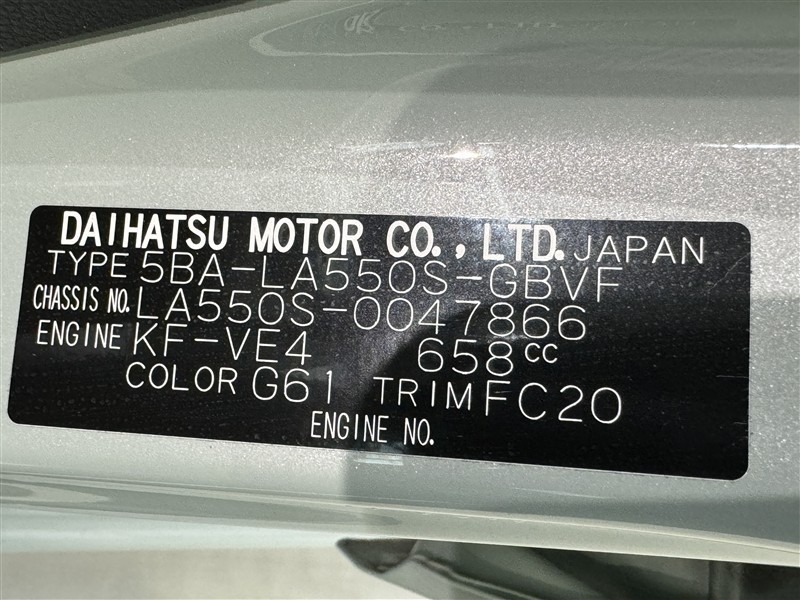 DAIHATSU MOTOR CO., LTD. JAPAN
TYPE 5BA-LA550S-GBVF
CHASSIS NO. LA550S-0047866
ENGINE KF-VE4 658cc
COLOR G61 TRIM FC20
ENGINE NO.